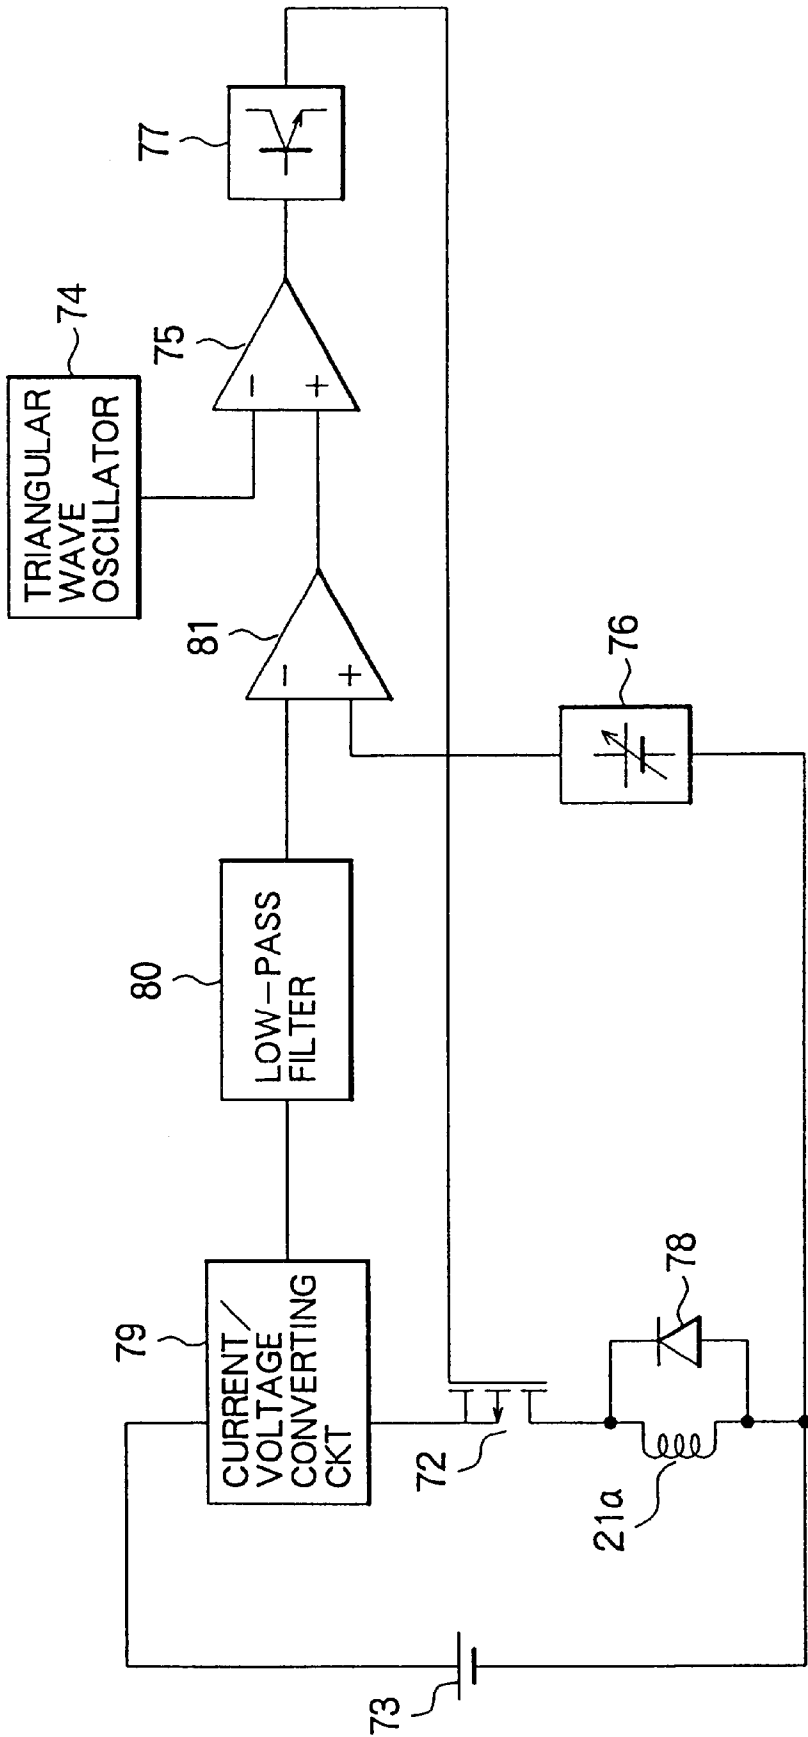 TRIANGULAR
WAVE
OSCILLATOR
74
77
75
−
+
81
−
+
76
80
LOW−PASS
FILTER
79
CURRENT/
VOLTAGE
CONVERTING
CKT
72
78
21a
73